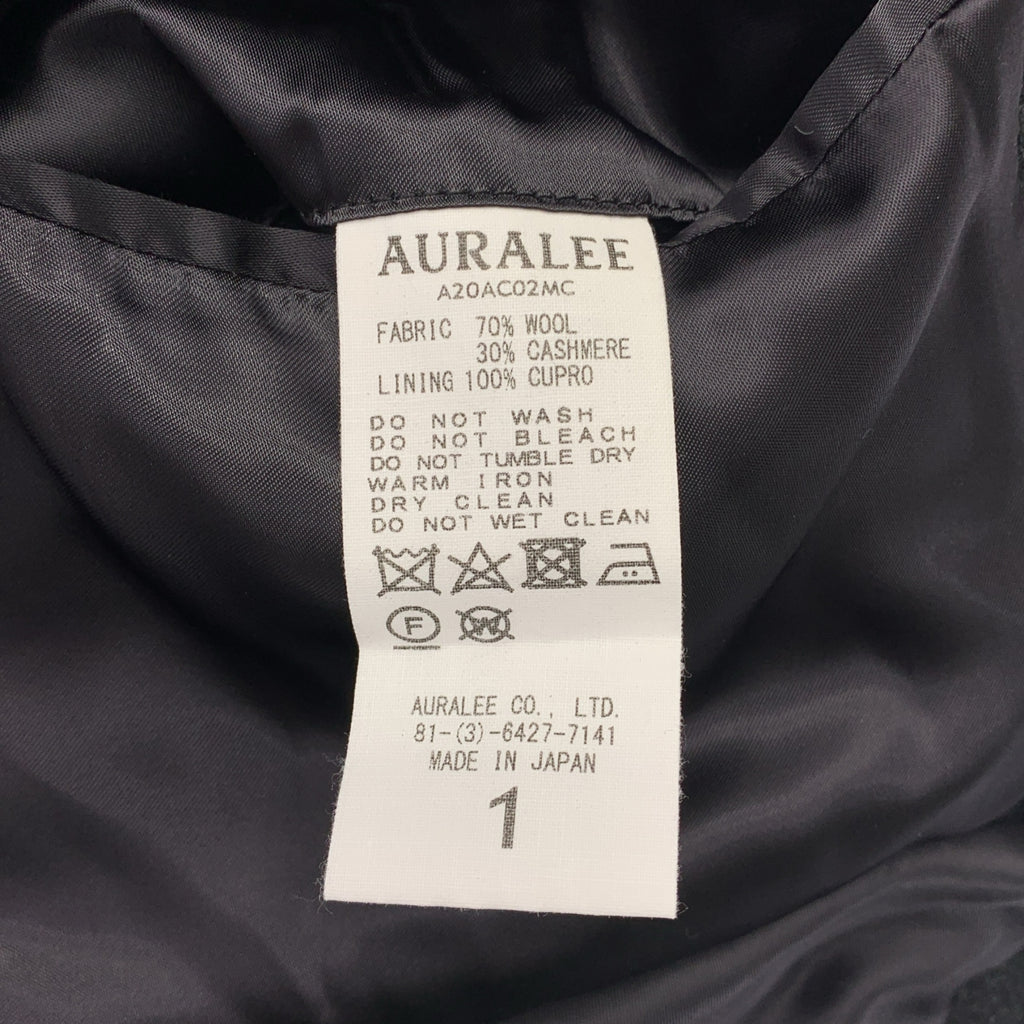 AURALEE
A20AC02MC
FABRIC 70% WOOL
30% CASHMERE
LINING 100% CUPRO
DO NOT WASH
DO NOT BLEACH
DO NOT TUMBLE DRY
WARM IRON
DRY CLEAN
DO NOT WET CLEAN
F W
AURALEE CO., LTD.
81-(3)-6427-7141
MADE IN JAPAN
1